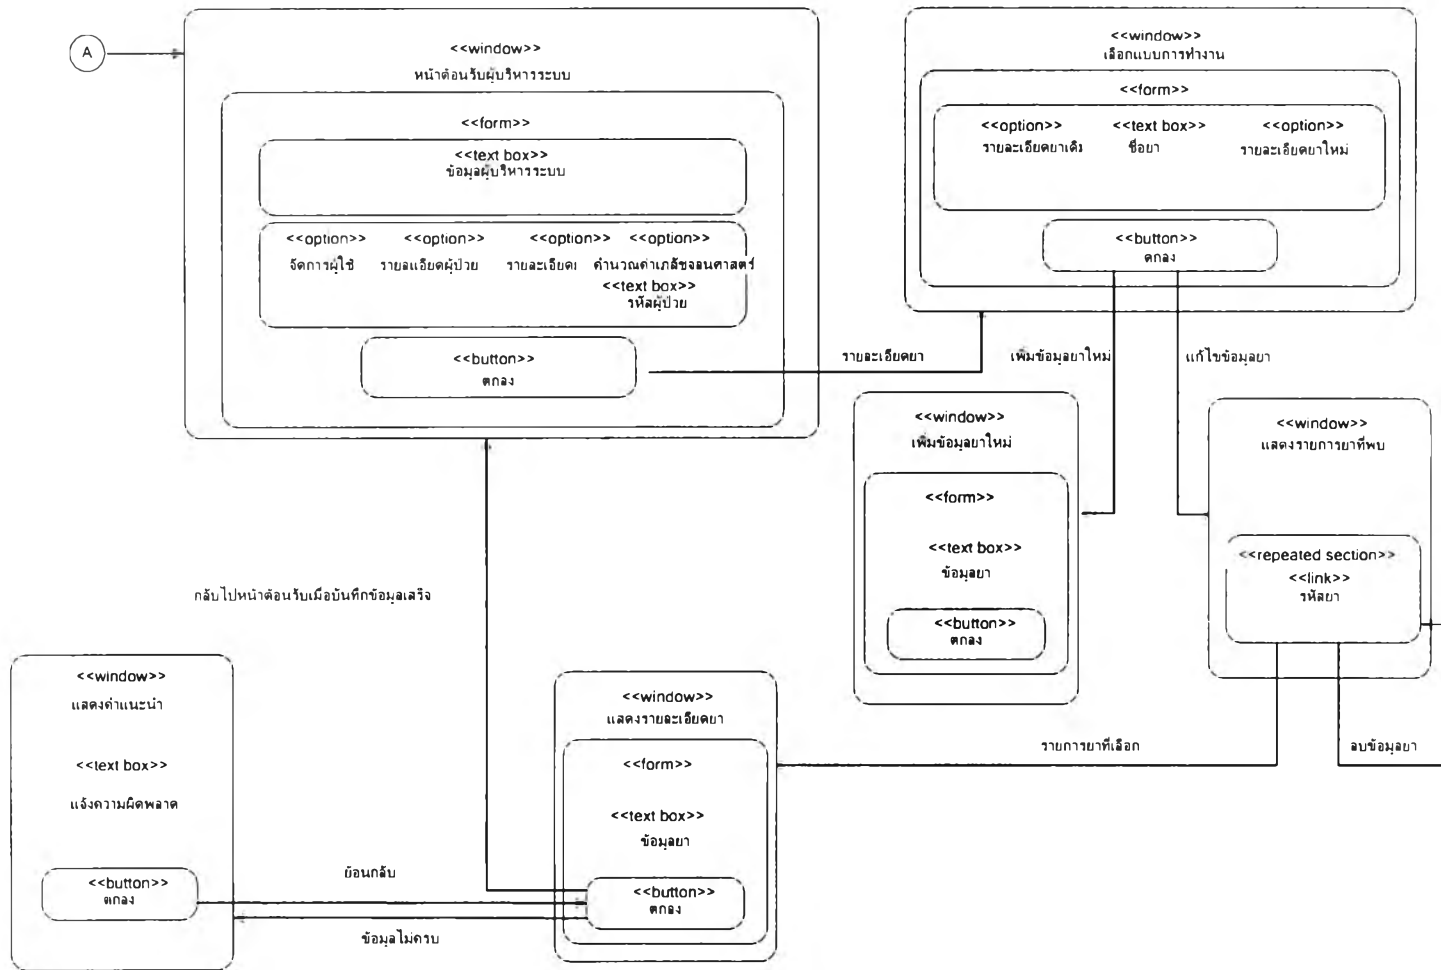 A
<<window>>
หน้าต้อนรับผู้บริหารระบบ
<<form>>
<<text box>>
ข้อมูลผู้บริหารระบบ
<<option>> <<option>> <<option>> <<option>>
จัดการผู้ใช้ รายละเอียดผู้ป่วย คำนวณค่าเภสัชจลนศาสตร์
<<text box>>
รหัสผู้ป่วย
<<button>>
ตกลง
<<window>>
เลือกแบบการทำงาน
<<form>>
<<option>> <<text box>> <<option>>
รายละเอียดยาเดิม ชื่อยา รายละเอียดยาใหม่
<<button>>
ตกลง
รายละเอียดยา
เพิ่มข้อมูลยาใหม่
แก้ไขข้อมูลยา
<<window>>
เพิ่มข้อมูลยาใหม่
<<form>>
<<text box>>
ข้อมูลยา
<<button>>
ตกลง
<<window>>
แสดงรายการยาที่พบ
<<repeated section>>
<<link>>
รหัสยา
กลับไปหน้าต้อนรับเมื่อบันทึกข้อมูลเสร็จ
<<window>>
แสดงคำแนะนำ
<<text box>>
แจ้งความผิดพลาด
<<button>>
ตกลง
<<window>>
แสดงรายละเอียดยา
<<form>>
<<text box>>
ข้อมูลยา
<<button>>
ตกลง
รายการยาที่เลือก
ลบข้อมูลยา
ย้อนกลับ
ข้อมูลไม่ครบ